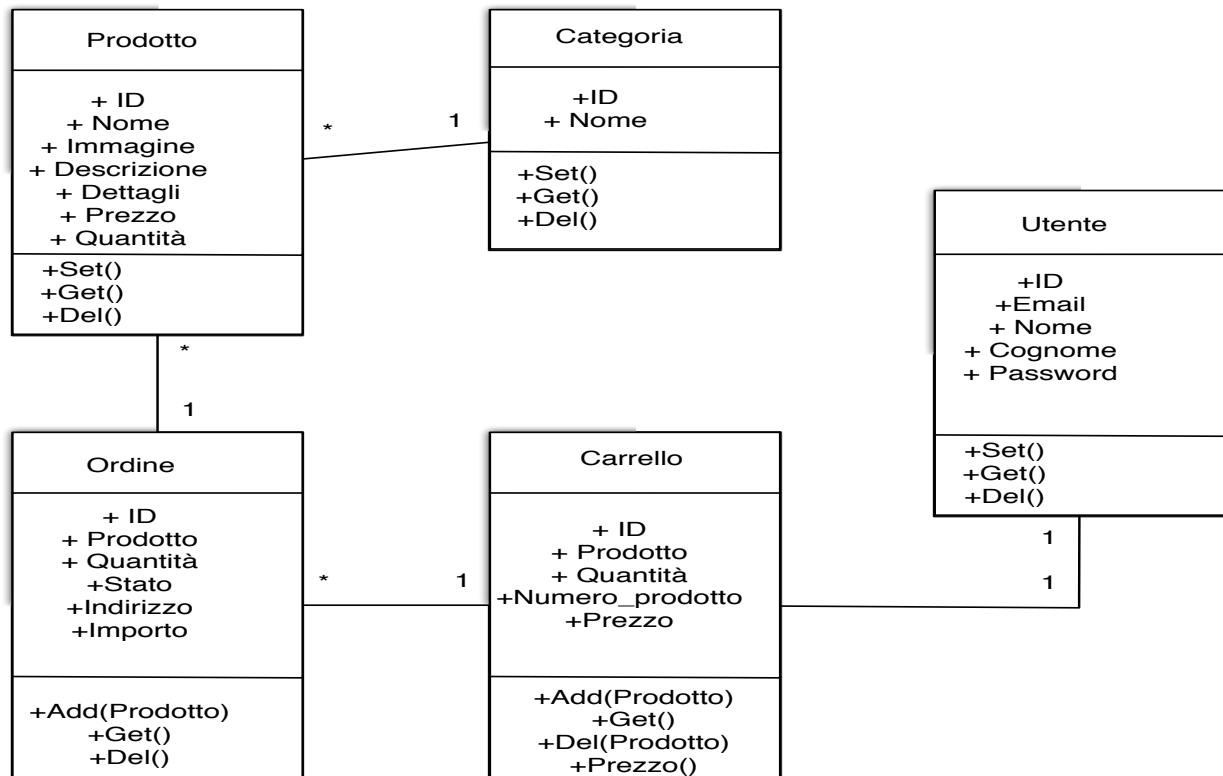 Prodotto
+ ID
+ Nome
+ Immagine
+ Descrizione
+ Dettagli
+ Prezzo
+ Quantità
+Set()
+Get()
+Del()
*
1
Categoria
+ID
+ Nome
+Set()
+Get()
+Del()
Utente
+ID
+Email
+ Nome
+ Cognome
+ Password
+Set()
+Get()
+Del()
*
1
Ordine
+ ID
+ Prodotto
+ Quantità
+Stato
+Indirizzo
+Importo
+Add(Prodotto)
+Get()
+Del()
*
1
Carrello
+ ID
+ Prodotto
+ Quantità
+Numero_prodotto
+Prezzo
+Add(Prodotto)
+Get()
+Del(Prodotto)
+Prezzo()
1
1